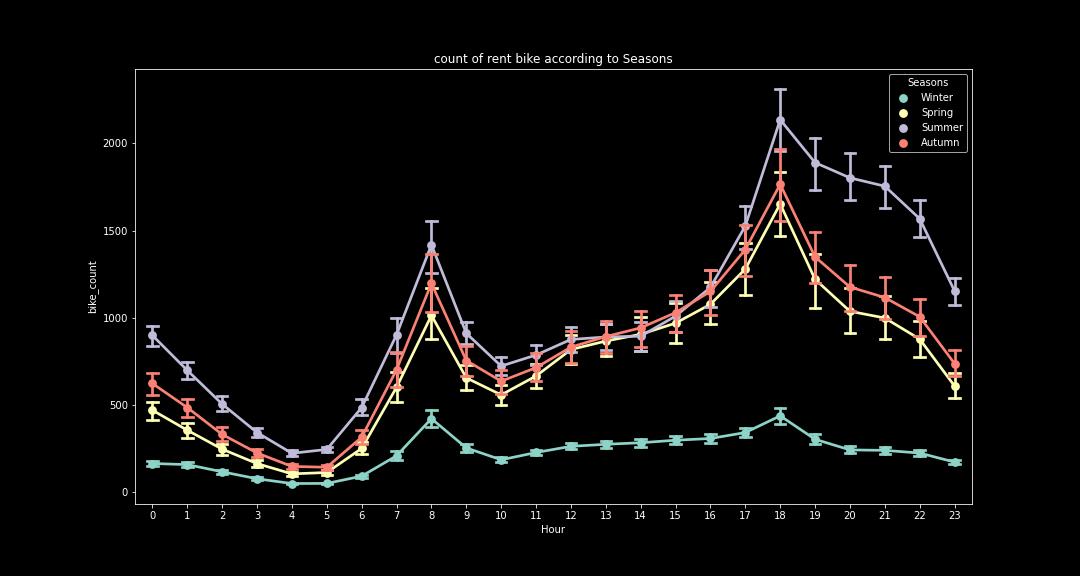 count of rent bike according to Seasons
Seasons
Winter
Spring
Summer
Autumn
2000
1500
1000
500
0
bike_count
0 1 2 3 4 5 6 7 8 9 10 11 12 13 14 15 16 17 18 19 20 21 22 23
Hour